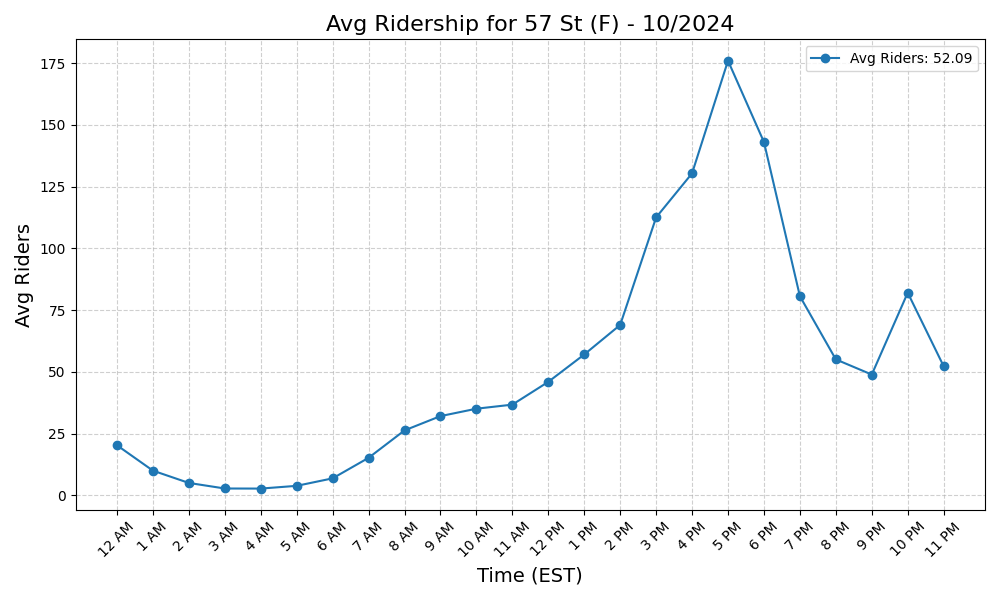 Avg Ridership for 57 St (F) - 10/2024
Avg Riders: 52.09
Avg Riders
175
150
125
100
75
50
25
0
12 AM
1 AM
2 AM
3 AM
4 AM
5 AM
6 AM
7 AM
8 AM
9 AM
10 AM
11 AM
12 PM
1 PM
2 PM
3 PM
4 PM
5 PM
6 PM
7 PM
8 PM
9 PM
10 PM
11 PM
Time (EST)